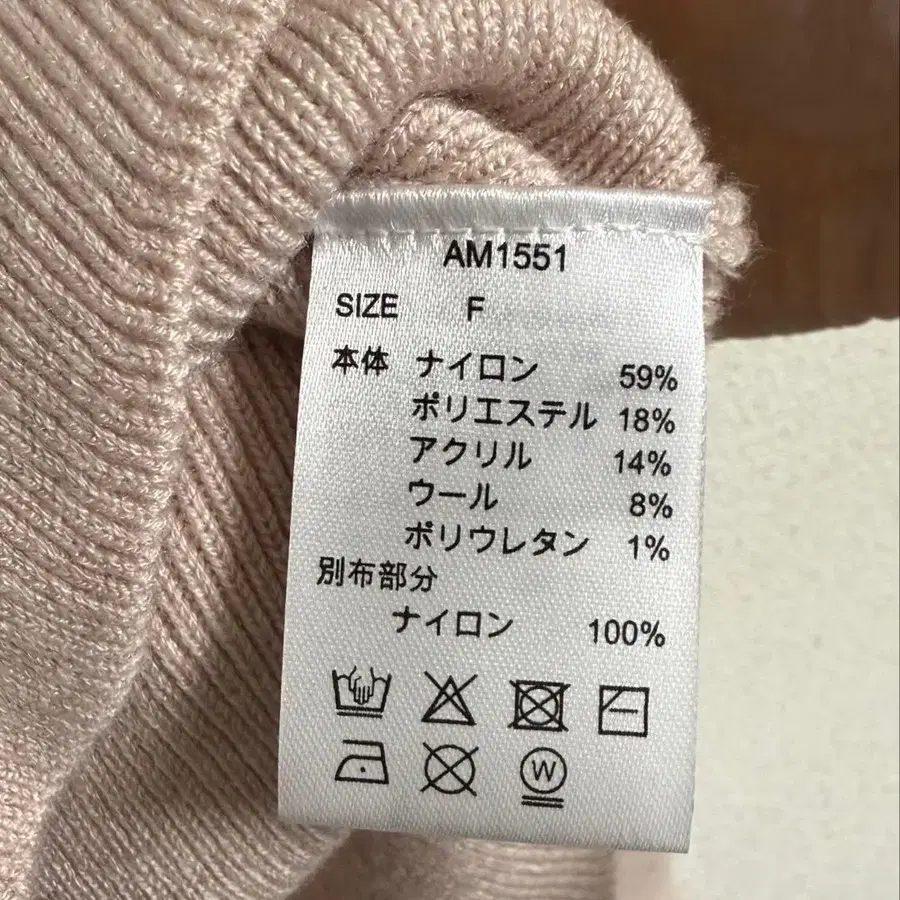 AM1551
SIZE F
本体 ナイロン 59%
ポリエステル 18%
アクリル 14%
ウール 8%
ポリウレタン 1%
別布部分
ナイロン 100%
W